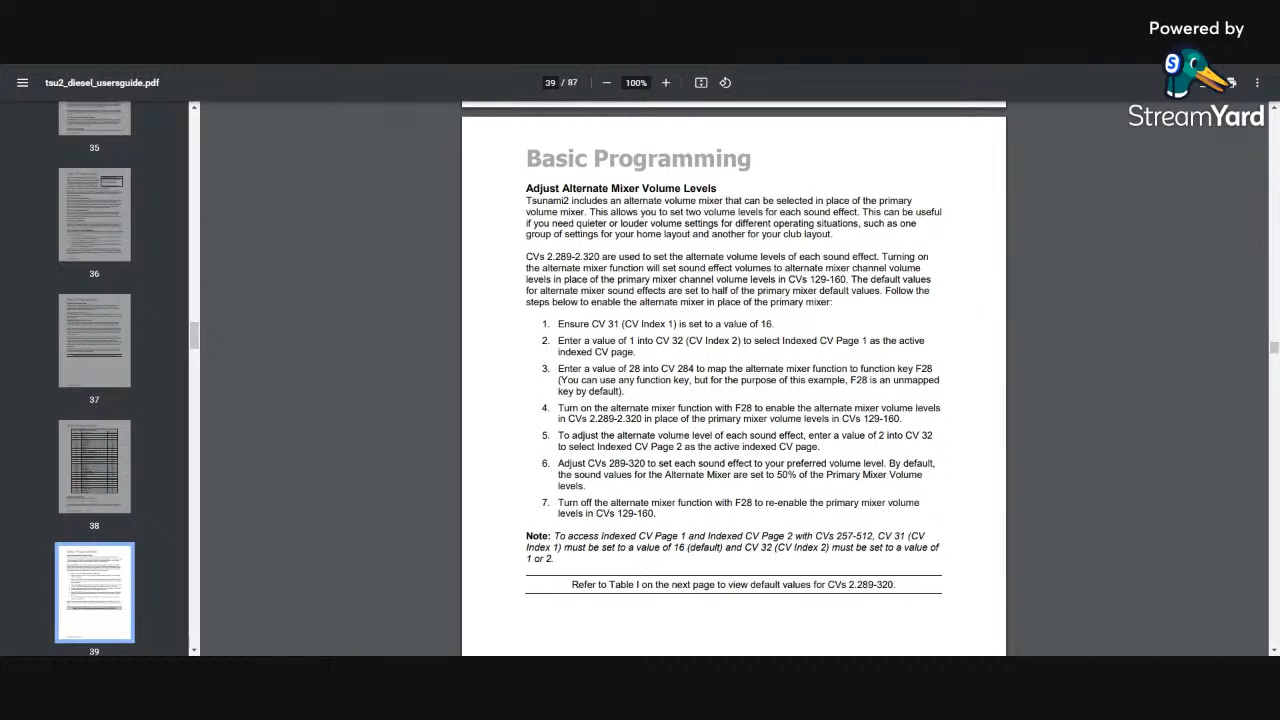 Powered by
StreamYard
tsu2_diesel_usersguide.pdf
39 / 87
100%
35
36
37
38
39
Basic Programming
Adjust Alternate Mixer Volume Levels
Tsunami2 includes an alternate volume mixer that can be selected in place of the primary
volume mixer. This allows you to set two volume levels for each sound effect. This can be useful
if you need quieter or louder volume settings for different operating situations, such as one
group of settings for your home layout and another for your club layout.
CVs 2.289-2.320 are used to set the alternate volume levels of each sound effect. Turning on
the alternate mixer function will set sound effect volumes to alternate mixer channel volume
levels in place of the primary mixer channel volume levels in CVs 129-160. The default values
for alternate mixer sound effects are set to half of the primary mixer default values. Follow the
steps below to enable the alternate mixer in place of the primary mixer:
1. Ensure CV 31 (CV Index 1) is set to a value of 16.
2. Enter a value of 1 into CV 32 (CV Index 2) to select Indexed CV Page 1 as the active
indexed CV page.
3. Enter a value of 28 into CV 284 to map the alternate mixer function to function key F28
(You can use any function key, but for the purpose of this example, F28 is an unmapped
key by default).
4. Turn on the alternate mixer function with F28 to enable the alternate mixer volume levels
in CVs 2.289-2.320 in place of the primary mixer volume levels in CVs 129-160.
5. To adjust the alternate volume level of each sound effect, enter a value of 2 into CV 32
to select Indexed CV Page 2 as the active indexed CV page.
6. Adjust CVs 289-320 to set each sound effect to your preferred volume level. By default,
the sound values for the Alternate Mixer are set to 50% of the Primary Mixer Volume
levels.
7. Turn off the alternate mixer function with F28 to re-enable the primary mixer volume
levels in CVs 129-160.
Note: To access Indexed CV Page 1 and Indexed CV Page 2 with CVs 257-512, CV 31 (CV
Index 1) must be set to a value of 16 (default) and CV 32 (CV Index 2) must be set to a value of
1 or 2.
Refer to Table I on the next page to view default values for CVs 2.289-320.